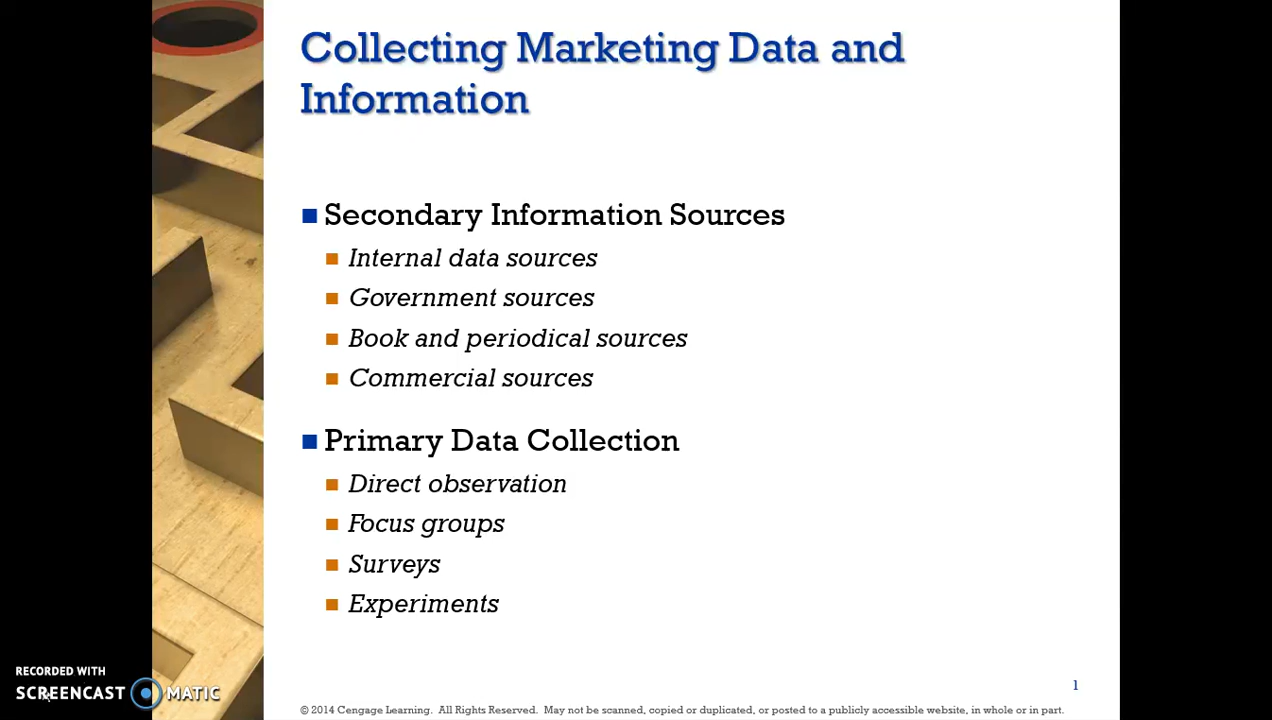 Collecting Marketing Data and
Information
Secondary Information Sources
Internal data sources
Government sources
Book and periodical sources
Commercial sources
Primary Data Collection
Direct observation
Focus groups
Surveys
Experiments
RECORDED WITH
SCREENCAST MATIC
1
© 2014 Cengage Learning. All Rights Reserved. May not be scanned, copied or duplicated, or posted to a publicly accessible website, in whole or in part.